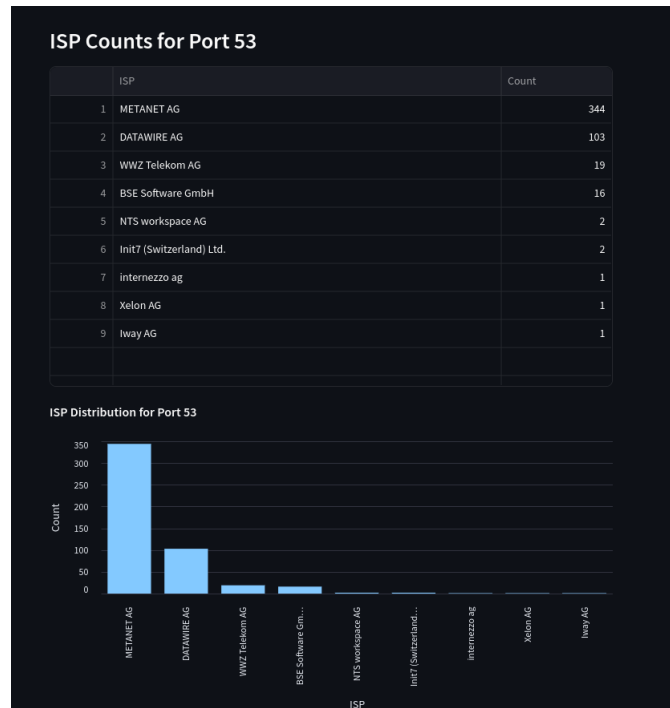 ISP Counts for Port 53
ISP Count
1 METANET AG 344
2 DATAWIRE AG 103
3 WWZ Telekom AG 19
4 BSE Software GmbH 16
5 NTS workspace AG 2
6 Init7 (Switzerland) Ltd. 2
7 internezzo ag 1
8 Xelon AG 1
9 Iway AG 1
ISP Distribution for Port 53
350
300
250
200
150
100
50
0
Count
METANET AG
DATAWIRE AG
WWZ Telekom AG
BSE Software Gm…
NTS workspace AG
Init7 (Switzerland…
internezzo ag
Xelon AG
Iway AG
ISP